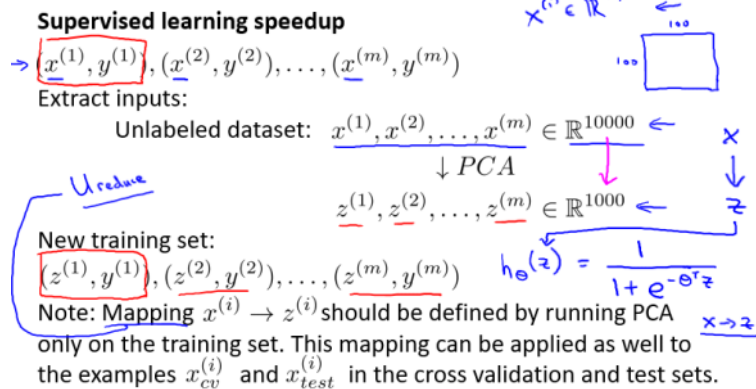 Supervised learning speedup
x⁽ⁱ⁾ ∈ ℝ ←
100
→ (x⁽¹⁾, y⁽¹⁾), (x⁽²⁾, y⁽²⁾), . . . , (x⁽ᵐ⁾, y⁽ᵐ⁾)
100
Extract inputs:
Unlabeled dataset: x⁽¹⁾, x⁽²⁾, . . . , x⁽ᵐ⁾ ∈ ℝ¹⁰⁰⁰⁰ ←
x
↓ PCA
↓
U_reduce
z⁽¹⁾, z⁽²⁾, . . . , z⁽ᵐ⁾ ∈ ℝ¹⁰⁰⁰ ←
z
New training set:
(z⁽¹⁾, y⁽¹⁾), (z⁽²⁾, y⁽²⁾), . . . , (z⁽ᵐ⁾, y⁽ᵐ⁾)
h_θ(z) = 1 / (1 + e^(-θᵀz))
Note: Mapping x⁽ⁱ⁾ → z⁽ⁱ⁾ should be defined by running PCA
x → z
only on the training set. This mapping can be applied as well to
the examples x_cv⁽ⁱ⁾ and x_test⁽ⁱ⁾ in the cross validation and test sets.